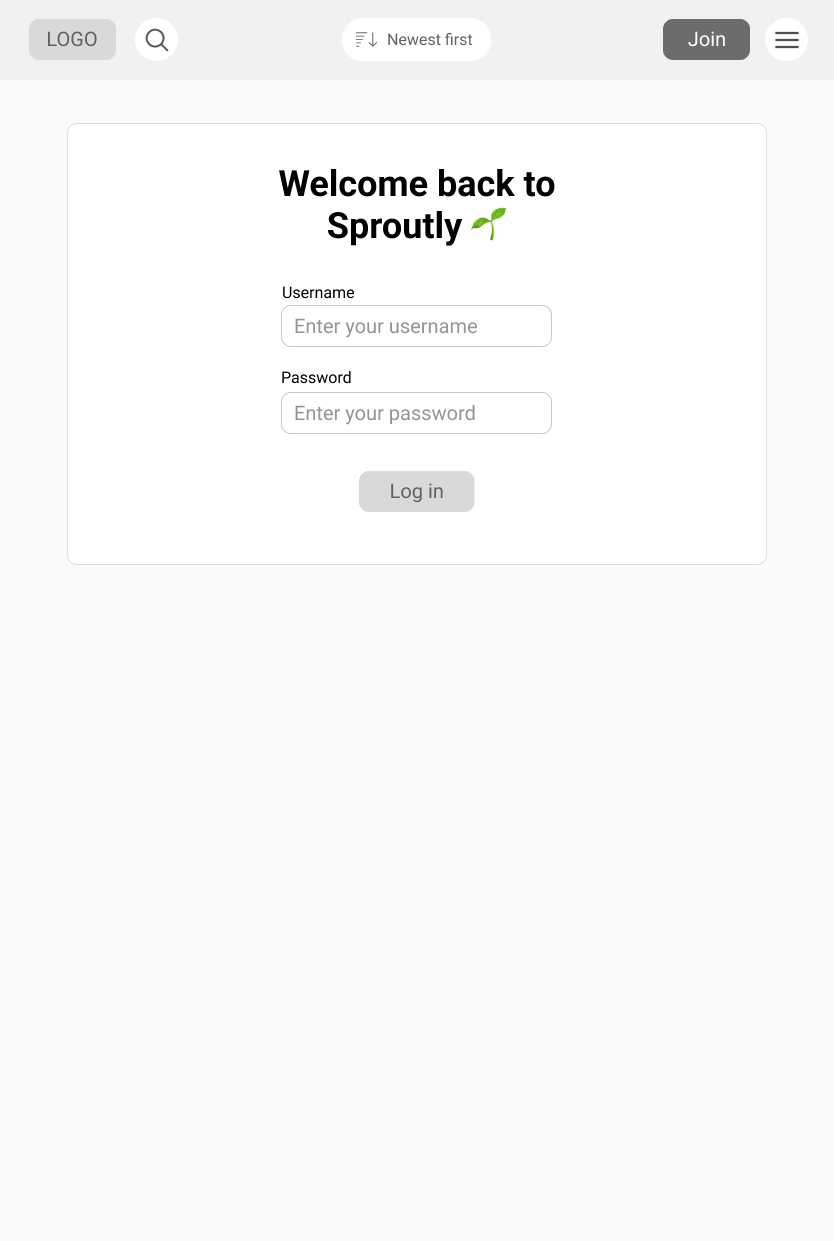 LOGO
Newest first
Join
Welcome back to
Sproutly 🌱
Username
Enter your username
Password
Enter your password
Log in